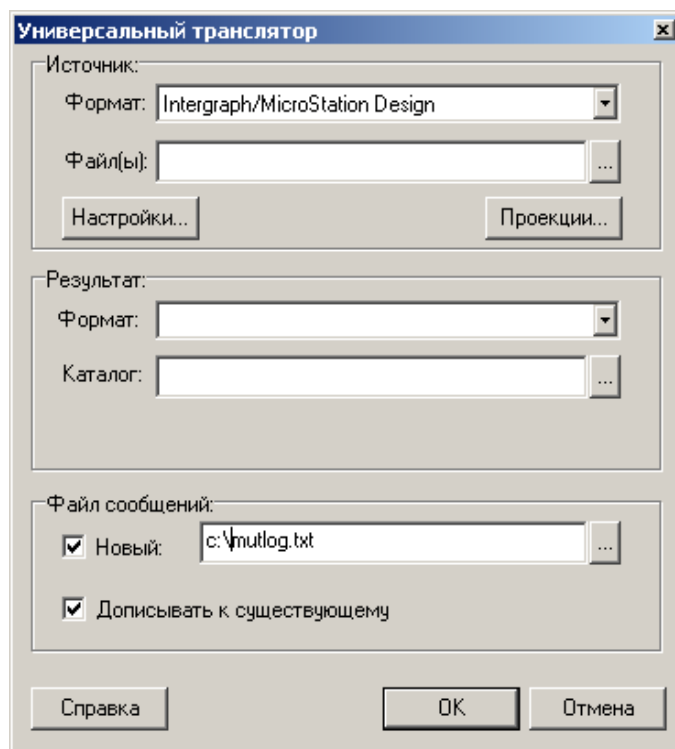 Универсальный транслятор
Источник:
Формат: Intergraph/MicroStation Design
Файл(ы): ...
Настройки... Проекции...
Результат:
Формат:
Каталог: ...
Файл сообщений:
Новый: c:\mutlog.txt ...
Дописывать к существующему
Справка OK Отмена